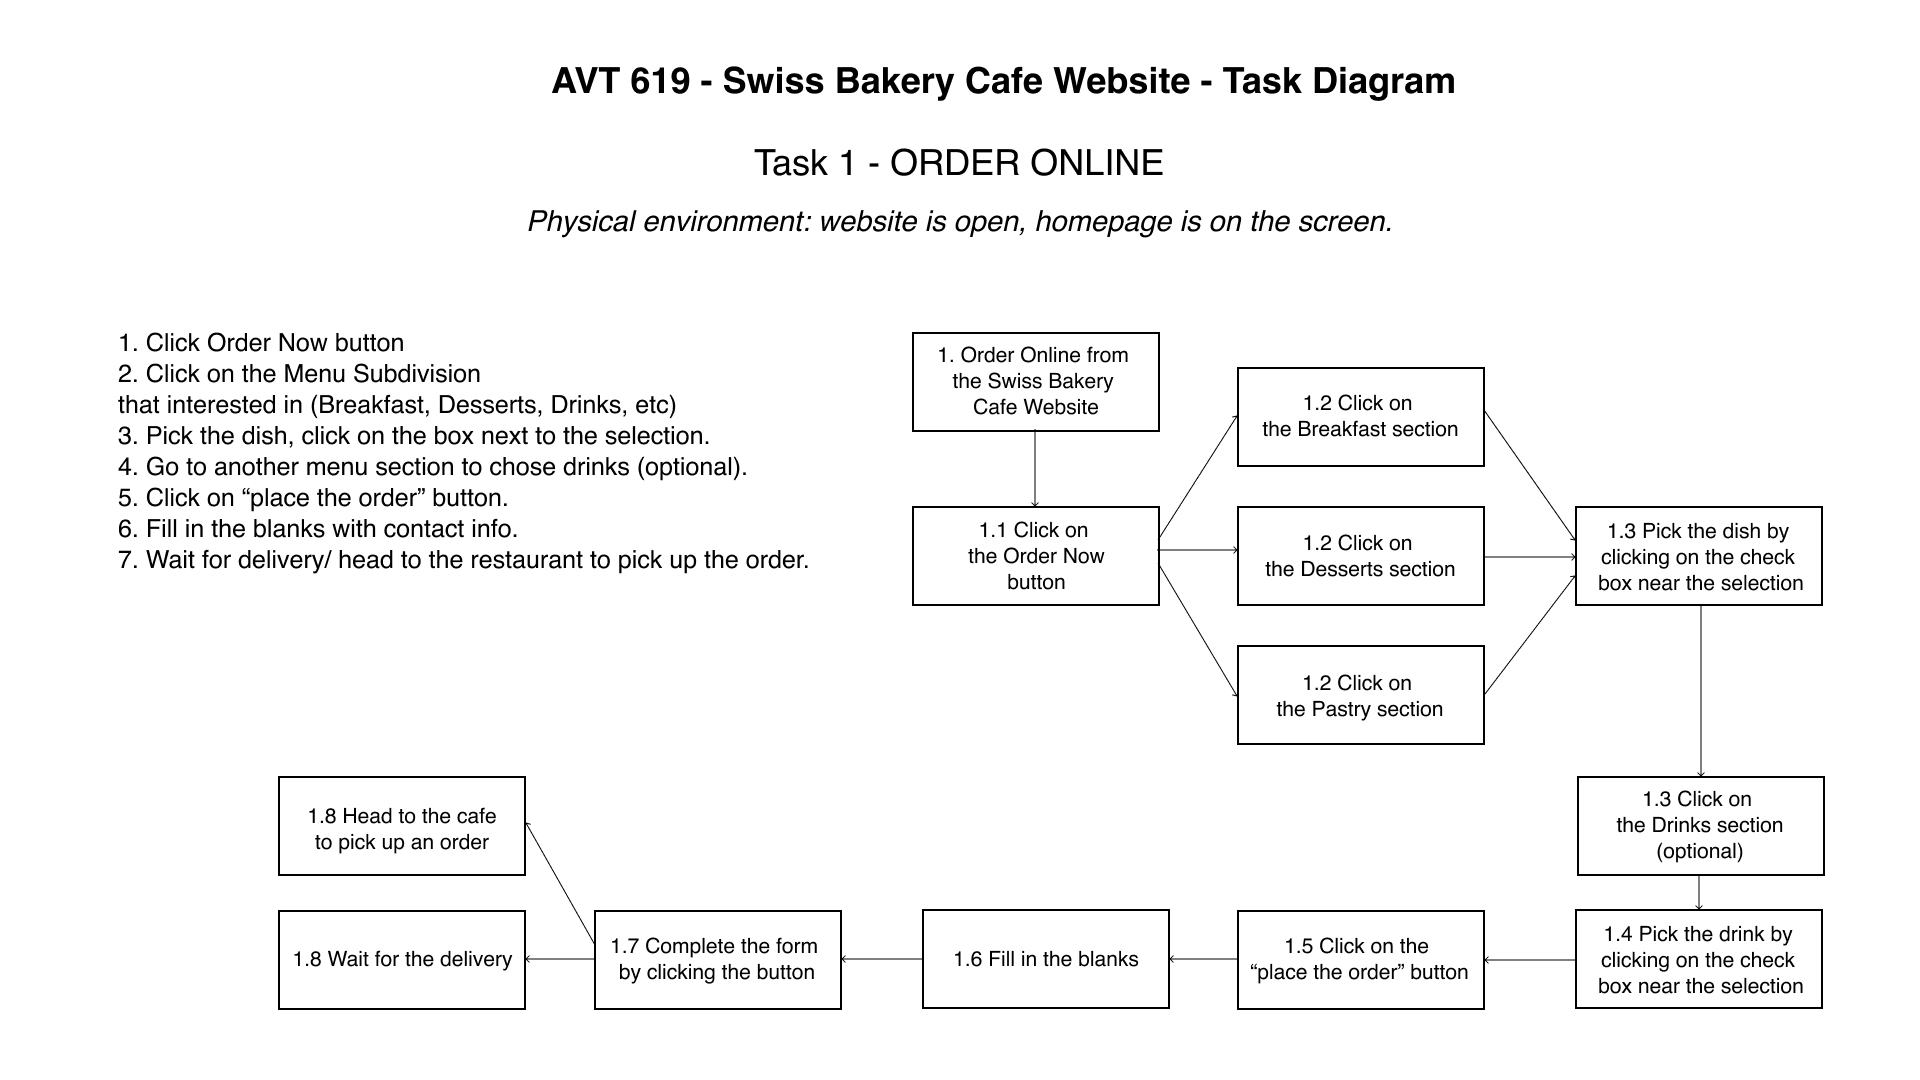 AVT 619 - Swiss Bakery Cafe Website - Task Diagram
Task 1 - ORDER ONLINE
Physical environment: website is open, homepage is on the screen.
1. Click Order Now button
2. Click on the Menu Subdivision
that interested in (Breakfast, Desserts, Drinks, etc)
3. Pick the dish, click on the box next to the selection.
4. Go to another menu section to chose drinks (optional).
5. Click on “place the order” button.
6. Fill in the blanks with contact info.
7. Wait for delivery/ head to the restaurant to pick up the order.
1. Order Online from
the Swiss Bakery
Cafe Website
1.1 Click on
the Order Now
button
1.2 Click on
the Breakfast section
1.2 Click on
the Desserts section
1.2 Click on
the Pastry section
1.3 Pick the dish by
clicking on the check
box near the selection
1.3 Click on
the Drinks section
(optional)
1.4 Pick the drink by
clicking on the check
box near the selection
1.5 Click on the
“place the order” button
1.6 Fill in the blanks
1.7 Complete the form
by clicking the button
1.8 Head to the cafe
to pick up an order
1.8 Wait for the delivery